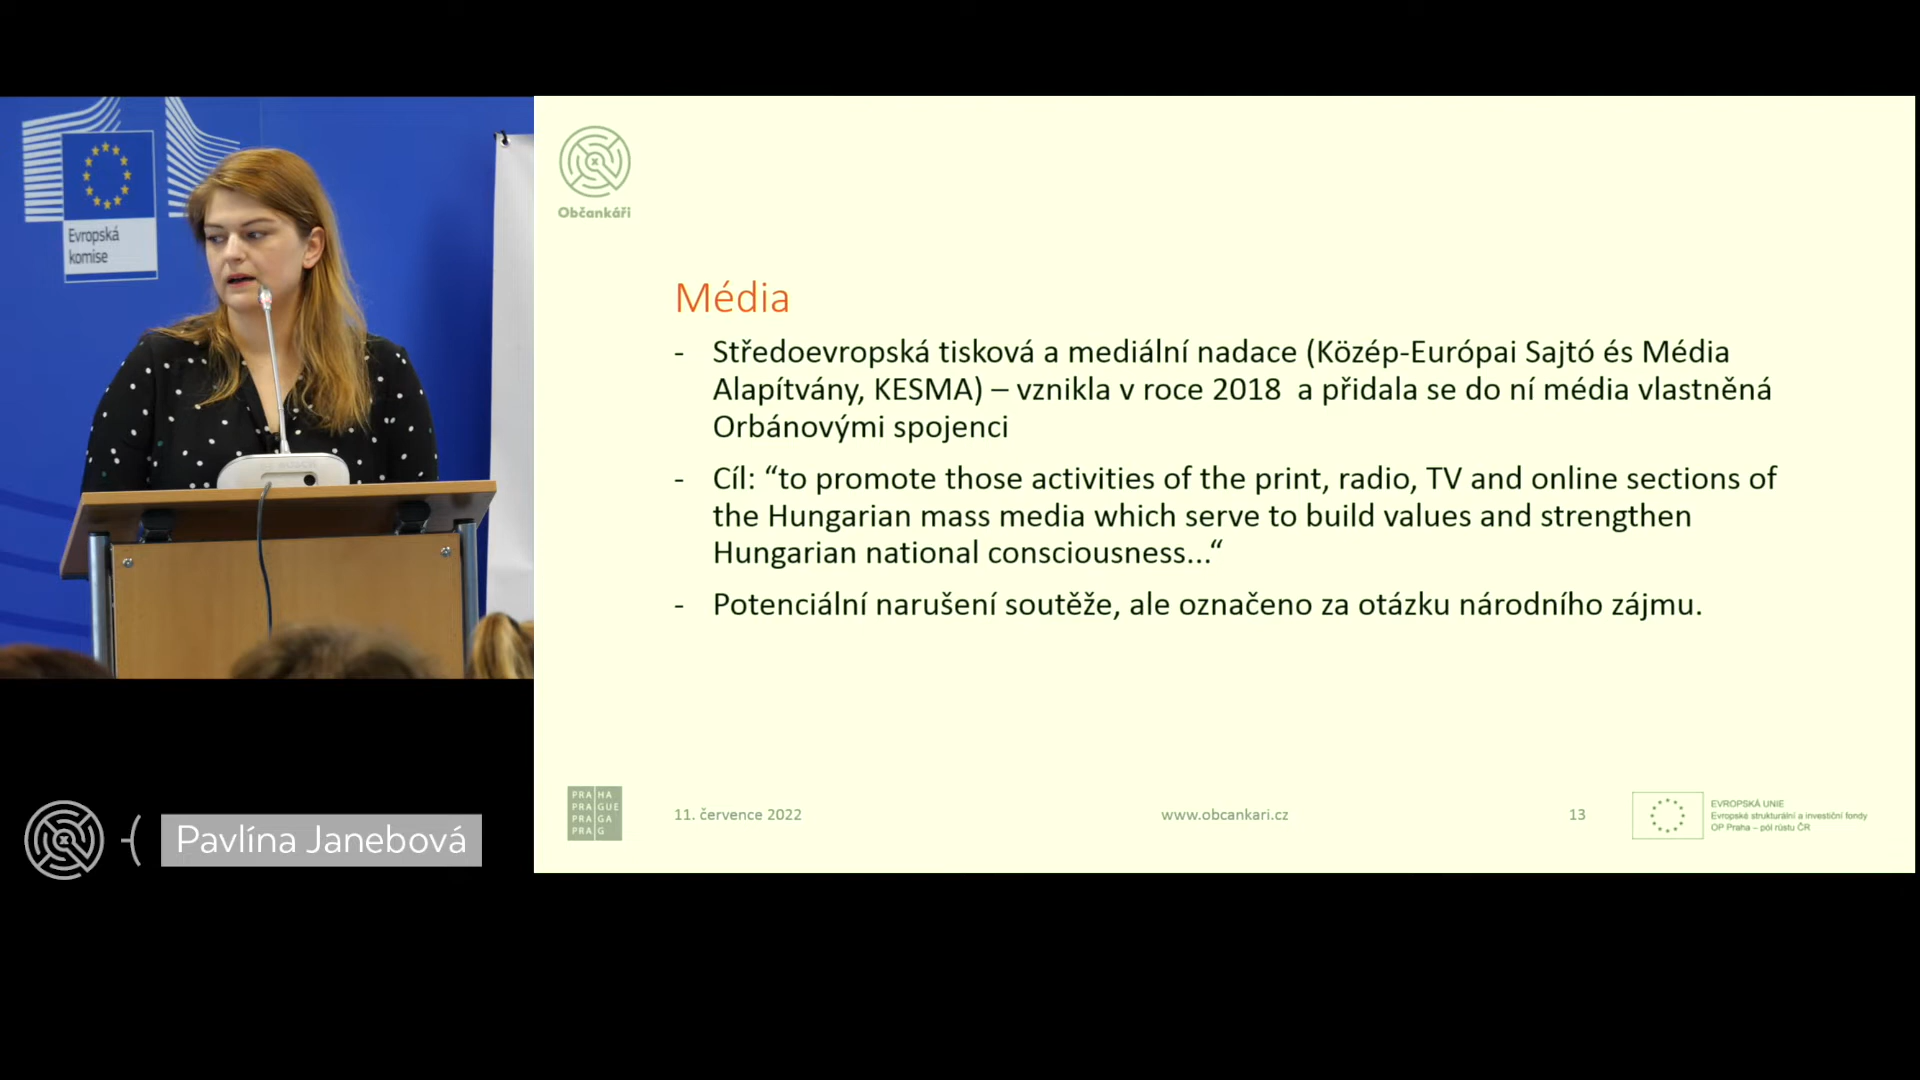 Evropská
komise
Občankáři
Média
- Středoevropská tisková a mediální nadace (Közép-Európai Sajtó és Média
Alapítvány, KESMA) – vznikla v roce 2018  a přidala se do ní média vlastněná
Orbánovými spojenci
- Cíl: “to promote those activities of the print, radio, TV and online sections of
the Hungarian mass media which serve to build values and strengthen
Hungarian national consciousness...“
- Potenciální narušení soutěže, ale označeno za otázku národního zájmu.
PRA HA
PRA GUE
PRA GA
PRA G
11. července 2022
www.obcankari.cz
13
EVROPSKÁ UNIE
Evropské strukturální a investiční fondy
OP Praha – pól růstu ČR
Pavlína Janebová